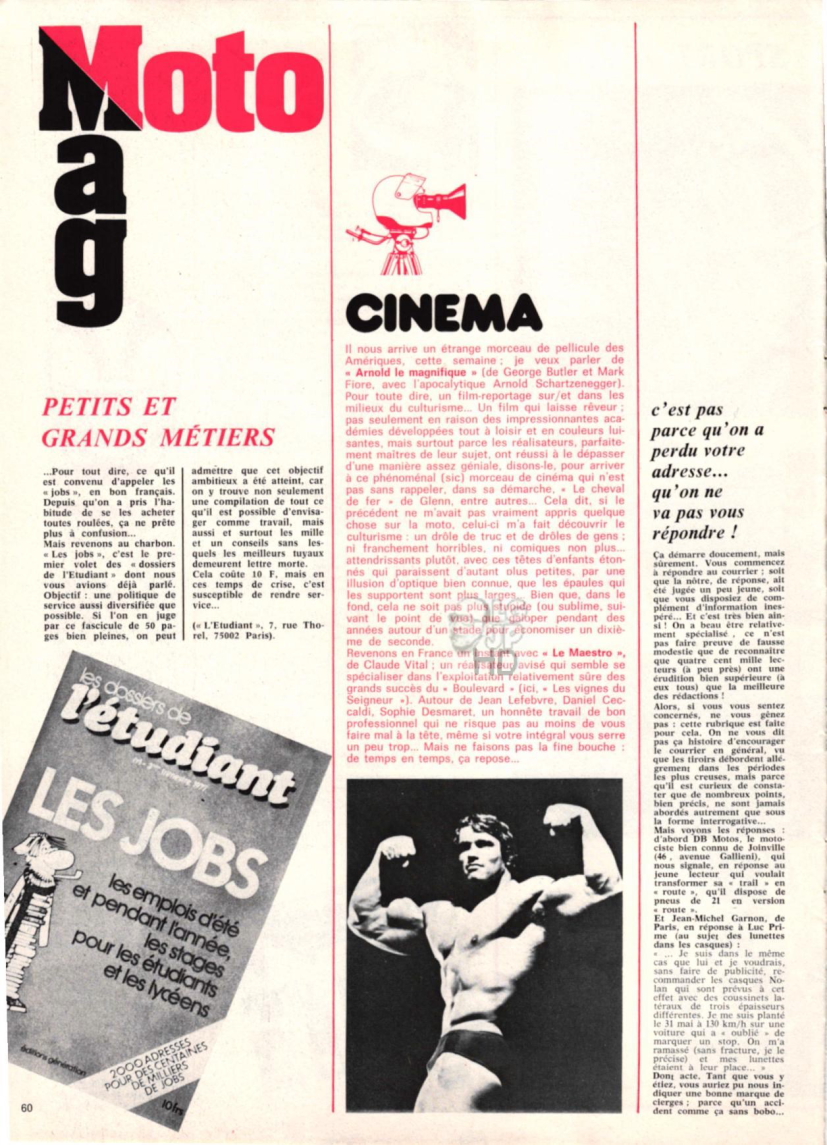 Moto
Mag
PETITS ET
GRANDS MÉTIERS
...Pour tout dire, ce qu'il
est convenu d'appeler les
« jobs », en bon français.
Depuis qu'on a pris l'ha-
bitude de se les acheter
toutes roulées, ça ne prête
plus à confusion...
Mais revenons au charbon.
« Les jobs », c'est le pre-
mier volet des « dossiers
de l'Etudiant » dont nous
vous avions déjà parlé.
Objectif : une politique de
service aussi diversifiée que
possible. Si l'on en juge
par ce fascicule de 50 pa-
ges bien pleines, on peut
admettre que cet objectif
ambitieux a été atteint, car
on y trouve non seulement
une compilation de tout ce
qu'il est possible d'envisa-
ger comme travail, mais
aussi et surtout les mille
et un conseils sans les-
quels les meilleurs tuyaux
demeurent lettre morte.
Cela coûte 10 F, mais en
ces temps de crise, c'est
susceptible de rendre ser-
vice...
(« L'Etudiant », 7, rue Tho-
rel, 75002 Paris).
les dossiers de
l'étudiant
LES JOBS
les emplois d'été
et pendant l'année,
les stages
pour les étudiants
et les lycéens
éditions génération
2000 ADRESSES
POUR DES CENTAINES
DE MILLIERS
DE JOBS
10frs
60
CINEMA
Il nous arrive un étrange morceau de pellicule des
Amériques, cette semaine ; je veux parler de
« Arnold le magnifique » (de George Butler et Mark
Fiore, avec l'apocalytique Arnold Schartzenegger).
Pour toute dire, un film-reportage sur/et dans les
milieux du culturisme... Un film qui laisse rêveur ;
pas seulement en raison des impressionnantes aca-
démies développées tout à loisir et en couleurs lui-
santes, mais surtout parce les réalisateurs, parfaite-
ment maîtres de leur sujet, ont réussi à le dépasser
d'une manière assez géniale, disons-le, pour arriver
à ce phénoménal (sic) morceau de cinéma qui n'est
pas sans rappeler, dans sa démarche, « Le cheval
de fer » de Glenn, entre autres... Cela dit, si le
précédent ne m'avait pas vraiment appris quelque
chose sur la moto, celui-ci m'a fait découvrir le
culturisme : un drôle de truc et de drôles de gens ;
ni franchement horribles, ni comiques non plus...
attendrissants plutôt, avec ces têtes d'enfants éton-
nés qui paraissent d'autant plus petites, par une
illusion d'optique bien connue, que les épaules qui
les supportent sont plus larges. Bien que, dans le
fond, cela ne soit pas plus (ou sublime, sui-
vant le point de pendant des
années autour d'un stade pour économiser un dixiè-
me de seconde.
Revenons en France un instant avec « Le Maestro »,
de Claude Vital ; un avisé qui semble se
spécialiser dans l'exploitation relativement sûre des
grands succès du « Boulevard » (ici, « Les vignes du
Seigneur »). Autour de Jean Lefebvre, Daniel Cec-
caldi, Sophie Desmaret, un honnête travail de bon
professionnel qui ne risque pas au moins de vous
faire mal à la tête, même si votre intégral vous serre
un peu trop... Mais ne faisons pas la fine bouche :
de temps en temps, ça repose...
HD
c'est pas
parce qu'on a
perdu votre
adresse...
qu'on ne
va pas vous
répondre !
Ça démarre doucement, mais
sûrement. Vous commencez
à répondre au courrier ; soit
que la nôtre, de réponse, ait
été jugée un peu jeune, soit
que vous disposiez de com-
plément d'information ines-
péré... Et c'est très bien ain-
si ! On a beau être relative-
ment spécialisé, ce n'est
pas faire preuve de fausse
modestie que de reconnaître
que quatre cent mille lec-
teurs (à peu près) ont une
érudition bien supérieure (à
eux tous) que la meilleure
des rédactions !
Alors, si vous vous sentez
concernés, ne vous gênez
pas : cette rubrique est faite
pour cela. On ne vous dit
pas ça histoire d'encourager
le courrier en général, vu
que les tiroirs débordent allé-
grement dans les périodes
les plus creuses, mais parce
qu'il est curieux de consta-
ter que de nombreux points,
bien précis, ne sont jamais
abordés autrement que sous
la forme interrogative...
Mais voyons les réponses :
d'abord DB Motos, le moto-
ciste bien connu de Joinville
(46, avenue Gallieni), qui
nous signale, en réponse au
jeune lecteur qui voulait
transformer sa « trail » en
« route », qu'il dispose de
pneus de 21 en version
« route ».
Et Jean-Michel Garnon, de
Paris, en réponse à Luc Pri-
me (au sujet des lunettes
dans les casques) :
« ... Je suis dans le même
cas que lui et je voudrais,
sans faire de publicité, re-
commander les casques No-
lan qui sont prévus à cet
effet avec des coussinets la-
téraux de trois épaisseurs
différentes. Je me suis planté
le 31 mai à 130 km/h sur une
voiture qui a « oublié » de
marquer un stop. On m'a
ramassé (sans fracture, je le
précise) et mes lunettes
étaient à leur place... »
Dont acte. Tant que vous y
étiez, vous auriez pu nous in-
diquer une bonne marque de
cierges ; parce qu'un acci-
dent comme ça sans bobo...